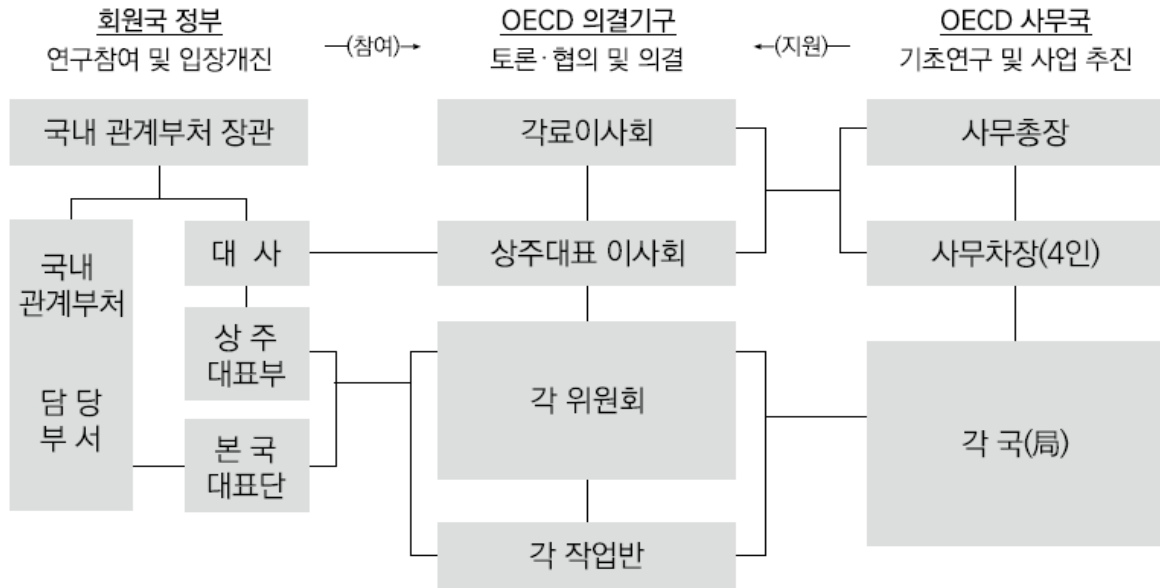 회원국 정부
연구참여 및 입장개진
(참여)
OECD 의결기구
토론·협의 및 의결
(지원)
OECD 사무국
기초연구 및 사업 추진
국내 관계부처 장관
각료이사회
사무총장
국내
관계부처
담 당
부 서
대 사
상주대표 이사회
사무차장(4인)
상 주
대표부
본 국
대표단
각 위원회
각 작업반
각 국(局)